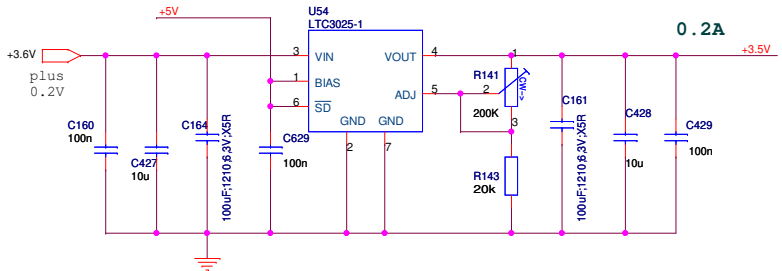 U54
LTC3025-1
+5V
0.2A
+3.6V
plus
0.2V
3
VIN
VOUT
4
1
+3.5V
1
BIAS
R141
CW->
ADJ
5
2
200K
6
SD
C160
100n
C164
C629
100n
C161
C428
C429
GND
GND
3
C427
10u
10u
100n
2
7
R143
20k
100uF;1210;6.3V;X5R
100uF;1210;6.3V;X5R